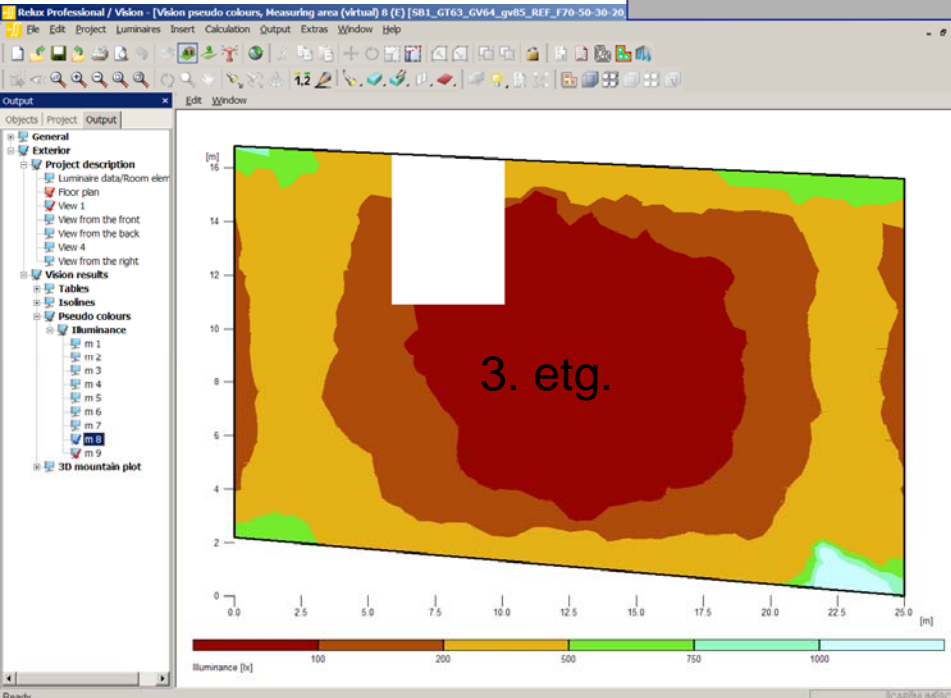 Relux Professional / Vision - [Vision pseudo colours, Measuring area (virtual) 8 (E) [SB1_GT63_GV64_gv85_REF_F70-50-30-20_
File Edit Project Luminaires Insert Calculation Output Extras Window Help
1,2
Output
Edit Window
Objects Project Output
General
Exterior
Project description
Luminaire data/Room elem
Floor plan
View 1
View from the front
View from the back
View 4
View from the right
Vision results
Tables
Isolines
Pseudo colours
Illuminance
m 1
m 2
m 3
m 4
m 5
m 6
m 7
m 8
m 9
3D mountain plot
[m]
16
14
12
10
8
6
4
2
0
3. etg.
0.0 2.5 5.0 7.5 10.0 12.5 15.0 17.5 20.0 22.5 25.0
[m]
100 200 500 750 1000
Illuminance [lx]
Ready